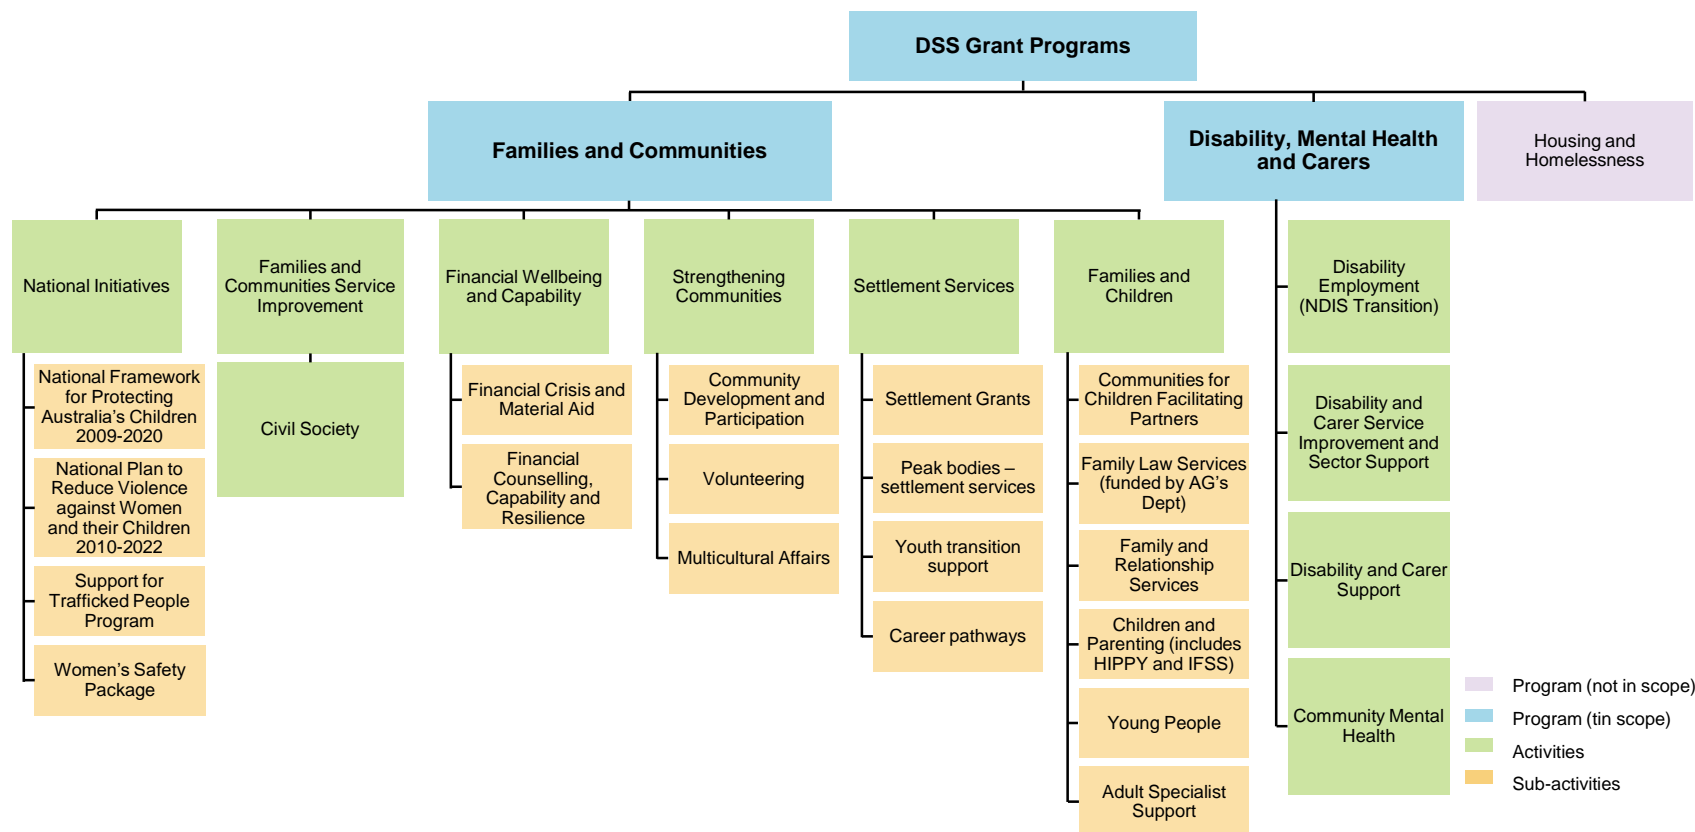 DSS Grant Programs
Families and Communities
Disability, Mental Health
and Carers
Housing and
Homelessness
National Initiatives
Families and
Communities Service
Improvement
Financial Wellbeing
and Capability
Strengthening
Communities
Settlement Services
Families and
Children
Disability
Employment
(NDIS Transition)
National Framework
for Protecting
Australia's Children
2009-2020
National Plan to
Reduce Violence
against Women
and their Children
2010-2022
Support for
Trafficked People
Program
Women's Safety
Package
Civil Society
Financial Crisis and
Material Aid
Financial
Counselling,
Capability and
Resilience
Community
Development and
Participation
Volunteering
Multicultural Affairs
Settlement Grants
Peak bodies –
settlement services
Youth transition
support
Career pathways
Communities for
Children Facilitating
Partners
Family Law Services
(funded by AG's
Dept)
Family and
Relationship
Services
Children and
Parenting (includes
HIPPY and IFSS)
Young People
Adult Specialist
Support
Disability and
Carer Service
Improvement and
Sector Support
Disability and Carer
Support
Community Mental
Health
Program (not in scope)
Program (tin scope)
Activities
Sub-activities